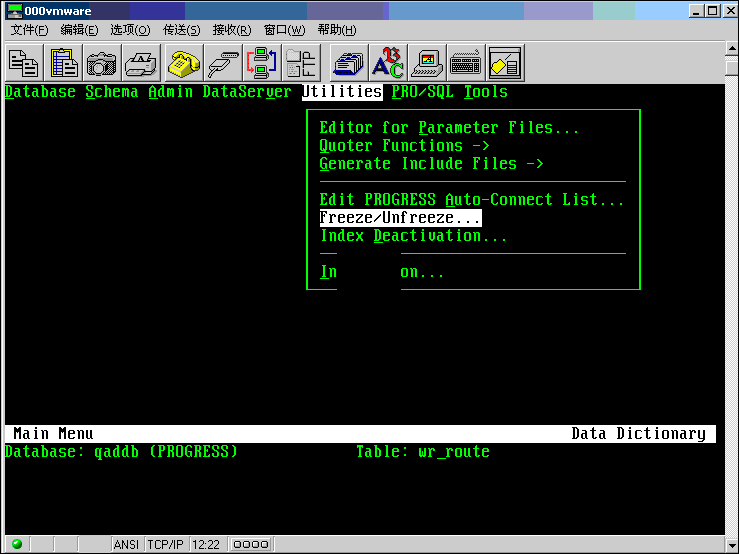 000vmware
文件(F) 编辑(E) 选项(O) 传送(S) 接收(R) 窗口(W) 帮助(H)
Database Schema Admin DataServer Utilities PRO/SQL Tools
Editor for Parameter Files...
Quoter Functions ->
Generate Include Files ->
Edit PROGRESS Auto-Connect List...
Freeze/Unfreeze...
Index Deactivation...
In on...
Main Menu Data Dictionary
Database: qaddb (PROGRESS) Table: wr_route
ANSI TCP/IP 12:22